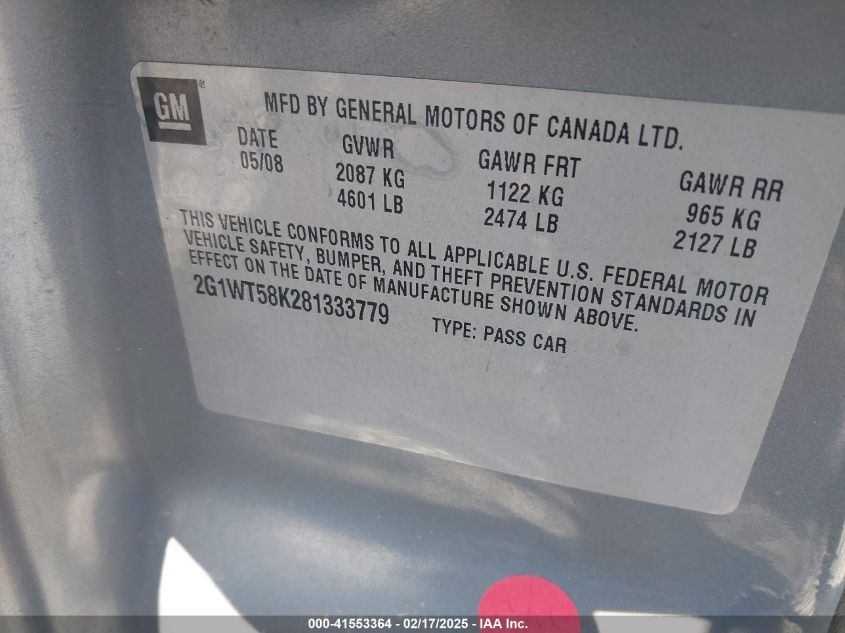 GM®
MFD BY GENERAL MOTORS OF CANADA LTD.
DATE GVWR GAWR FRT GAWR RR
05/08 2087 KG 1122 KG 965 KG
4601 LB 2474 LB 2127 LB
THIS VEHICLE CONFORMS TO ALL APPLICABLE U.S. FEDERAL MOTOR
VEHICLE SAFETY, BUMPER, AND THEFT PREVENTION STANDARDS IN
EFFECT ON THE DATE OF MANUFACTURE SHOWN ABOVE.
2G1WT58K281333779 TYPE: PASS CAR
000-41553364 - 02/17/2025 - IAA Inc.